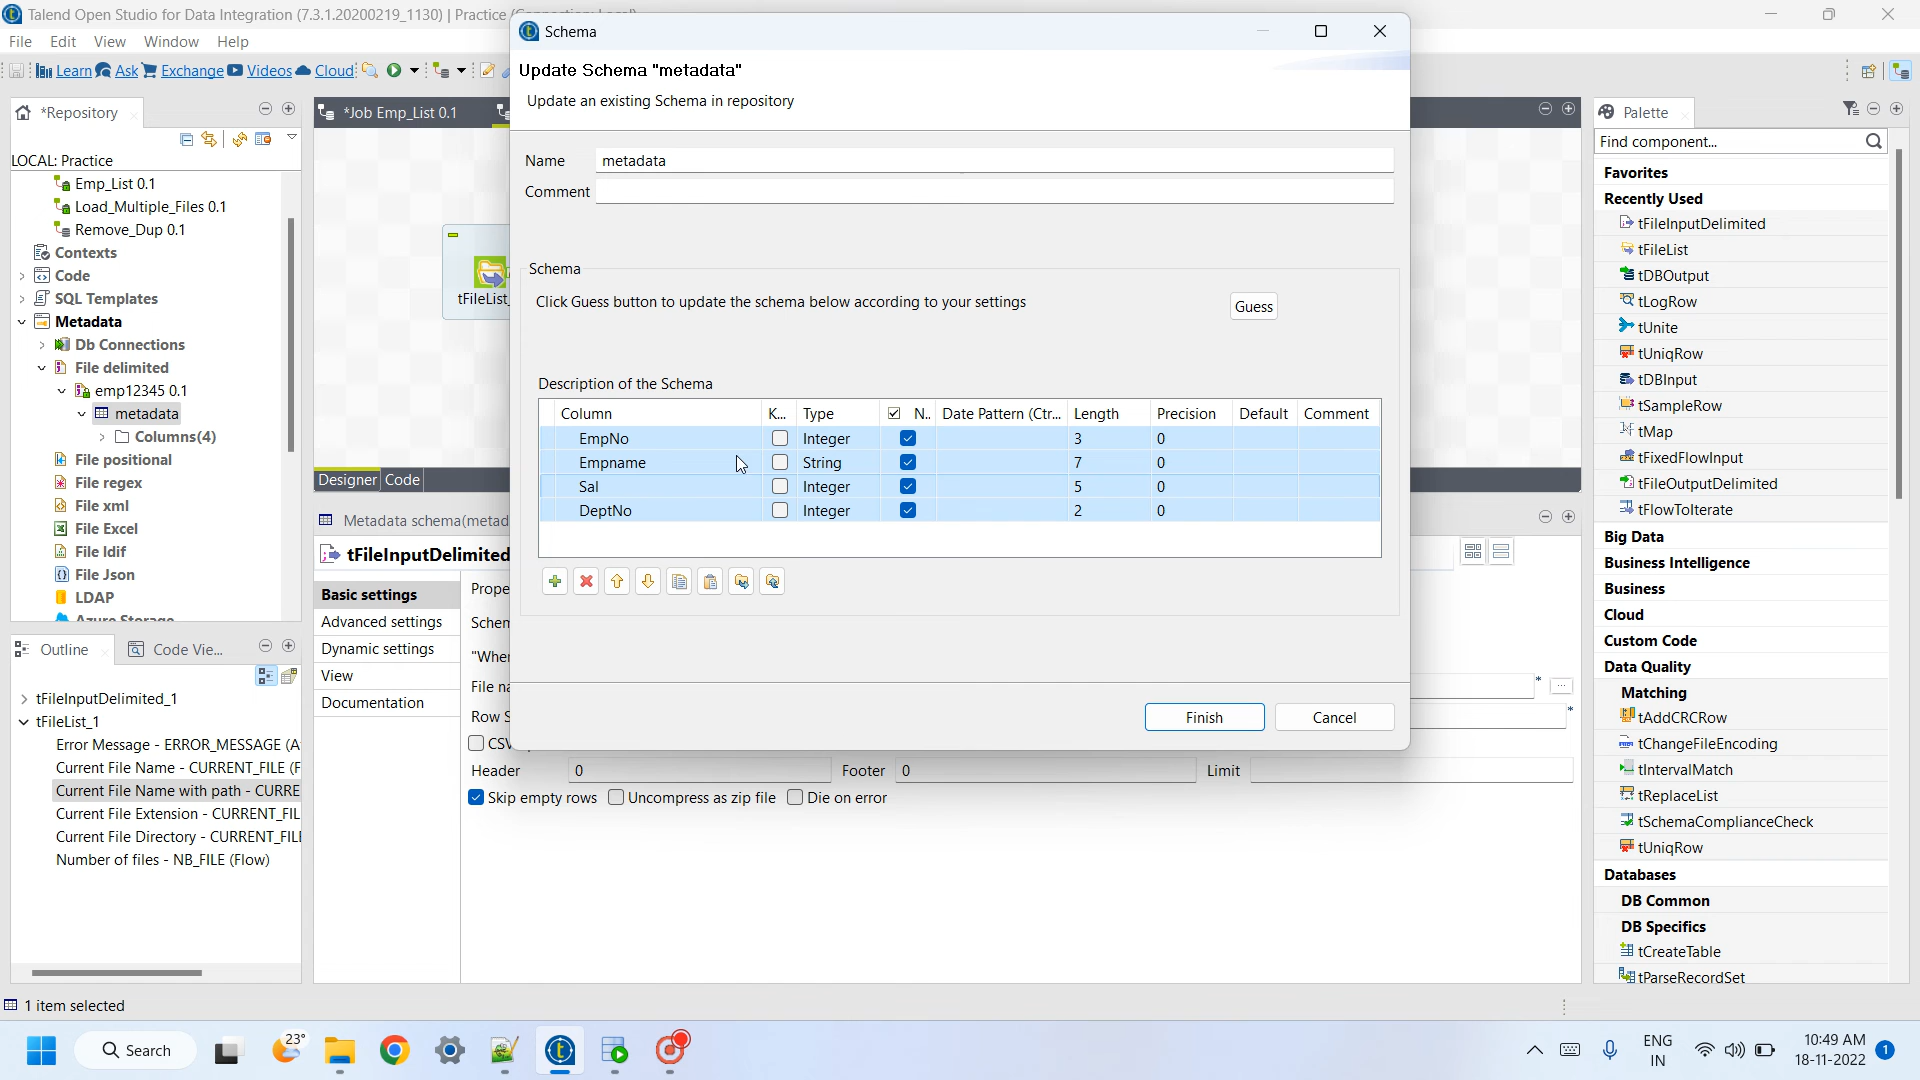 Talend Open Studio for Data Integration (7.3.1.20200219_1130) | Practice
File Edit View Window Help
Learn Ask Exchange Videos Cloud
*Repository
LOCAL: Practice
Emp_List 0.1
Load_Multiple_Files 0.1
Remove_Dup 0.1
Contexts
Code
SQL Templates
Metadata
Db Connections
File delimited
emp12345 0.1
metadata
Columns(4)
File positional
File regex
File xml
File Excel
File ldif
File Json
LDAP
Azure Storage
Outline
Code Vie...
tFileInputDelimited_1
tFileList_1
Error Message - ERROR_MESSAGE (A
Current File Name - CURRENT_FILE (F
Current File Name with path - CURRE
Current File Extension - CURRENT_FIL
Current File Directory - CURRENT_FIL
Number of files - NB_FILE (Flow)
1 item selected
*Job Emp_List 0.1
tFileList_
Designer Code
Metadata schema(metad
tFileInputDelimited
Basic settings
Advanced settings
Dynamic settings
View
Documentation
Prope
Schem
"When
File na
Row S
CSV
* ...
*
Header 0 Footer 0 Limit
Skip empty rows Uncompress as zip file Die on error
Schema
Update Schema "metadata"
Update an existing Schema in repository
Name metadata
Comment
Schema
Click Guess button to update the schema below according to your settings
Guess
Description of the Schema
Column K... Type N.. Date Pattern (Ctr... Length Precision Default Comment
EmpNo Integer 3 0
Empname String 7 0
Sal Integer 5 0
DeptNo Integer 2 0
Finish Cancel
Palette
Find component...
Favorites
Recently Used
tFileInputDelimited
tFileList
tDBOutput
tLogRow
tUnite
tUniqRow
tDBInput
tSampleRow
tMap
tFixedFlowInput
tFileOutputDelimited
tFlowToIterate
Big Data
Business Intelligence
Business
Cloud
Custom Code
Data Quality
Matching
tAddCRCRow
tChangeFileEncoding
tIntervalMatch
tReplaceList
tSchemaComplianceCheck
tUniqRow
Databases
DB Common
DB Specifics
tCreateTable
tParseRecordSet
23°
Search
ENG
IN
10:49 AM
18-11-2022
1